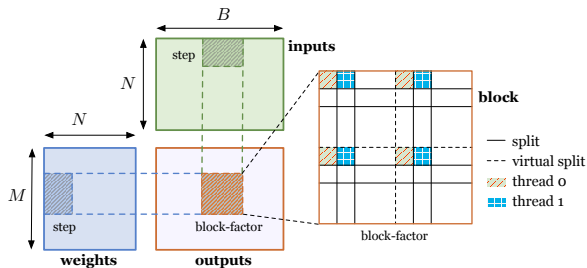 B
step
inputs
N
N
block
split
virtual split
thread 0
thread 1
M
step
block-factor
block-factor
weights
outputs